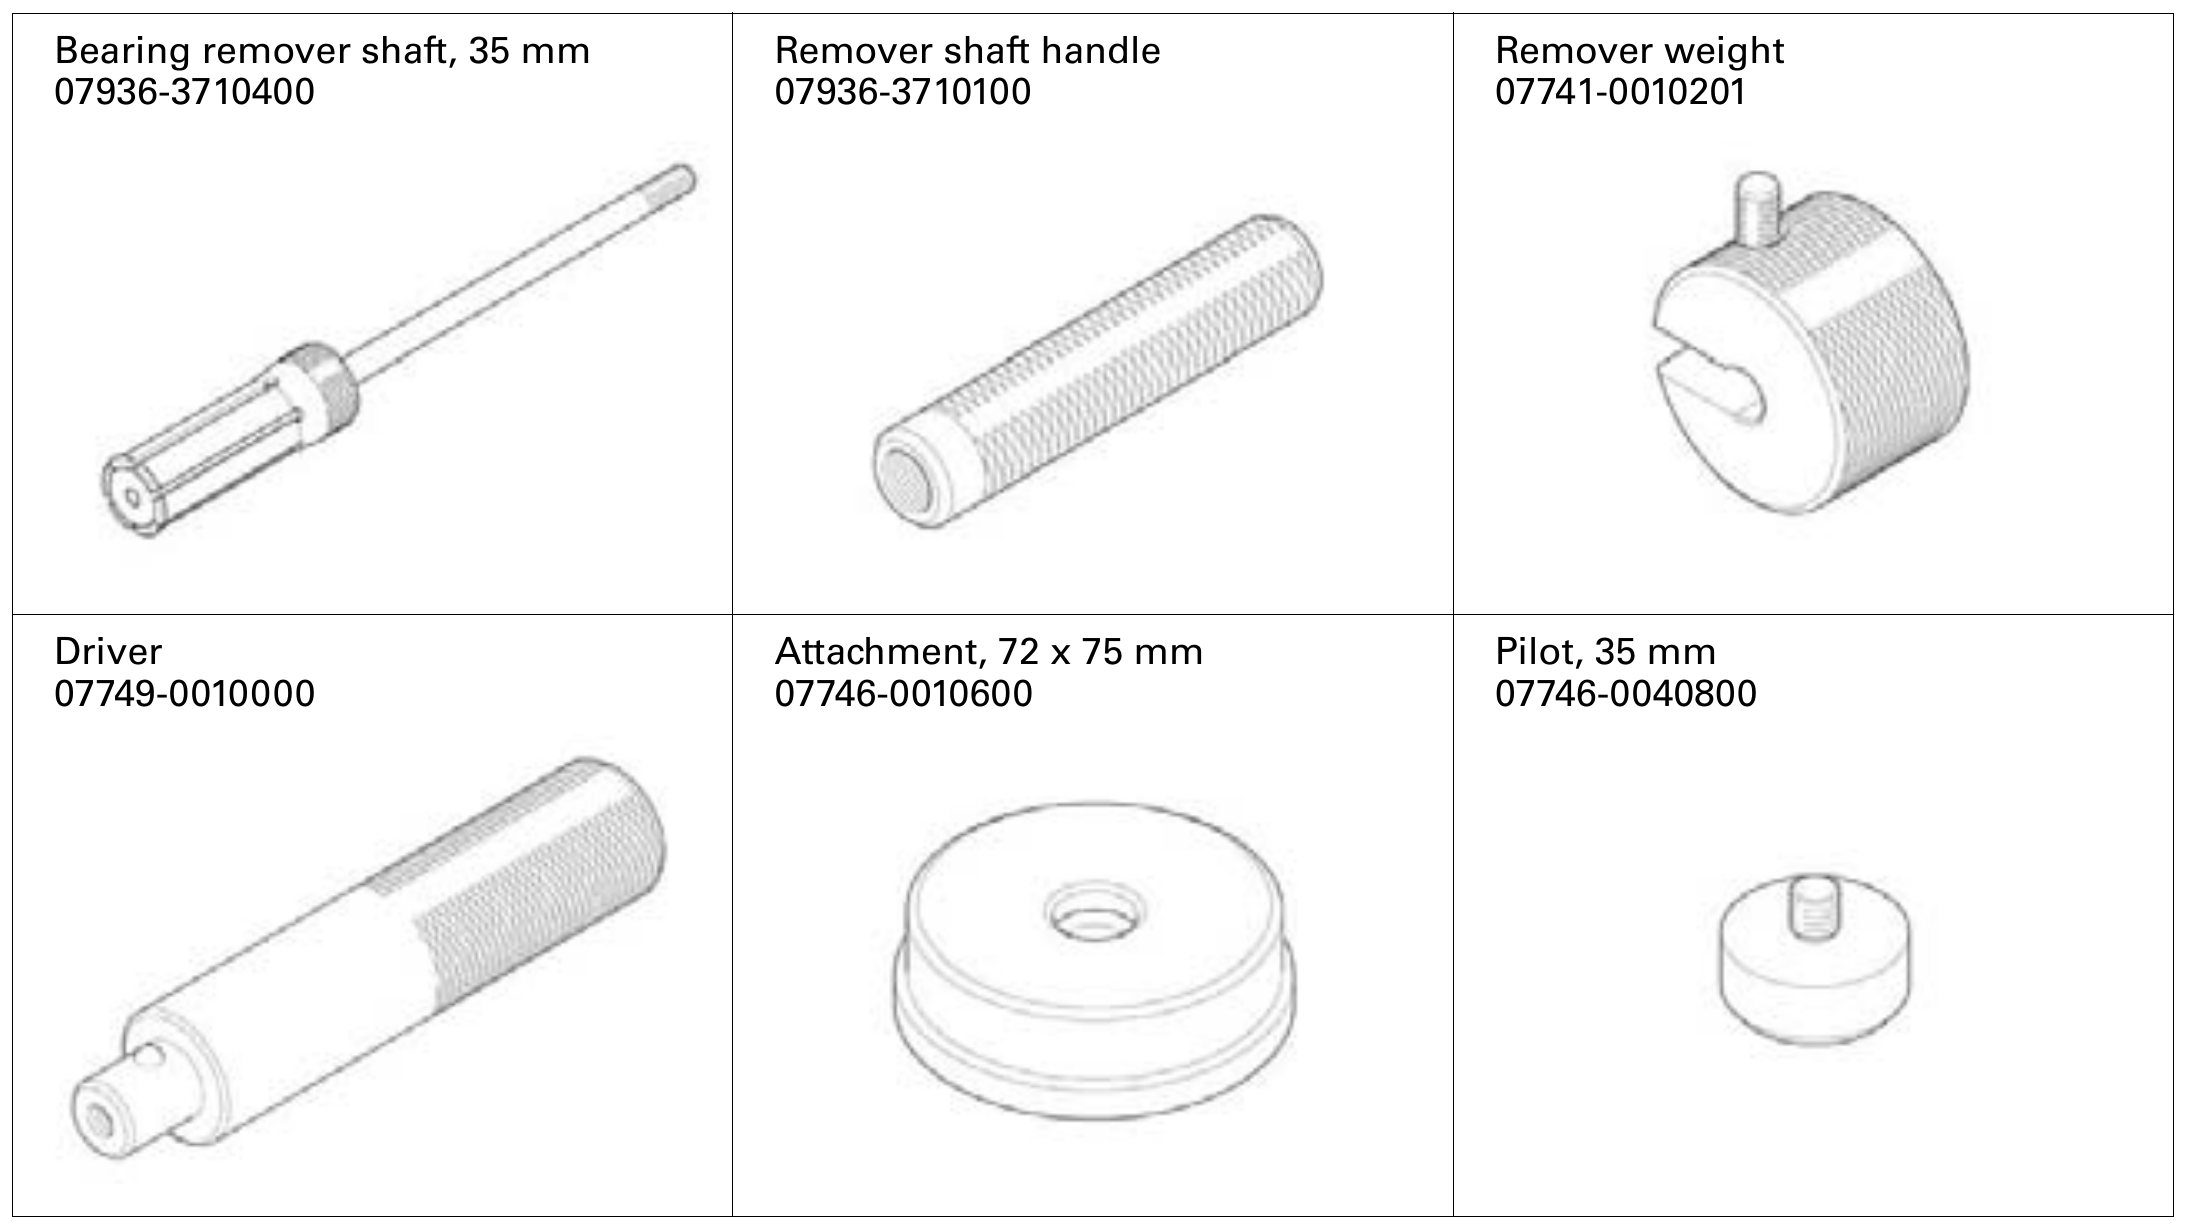 Bearing remover shaft, 35 mm
07936-3710400
Remover shaft handle
07936-3710100
Remover weight
07741-0010201
Driver
07749-0010000
Attachment, 72 x 75 mm
07746-0010600
Pilot, 35 mm
07746-0040800